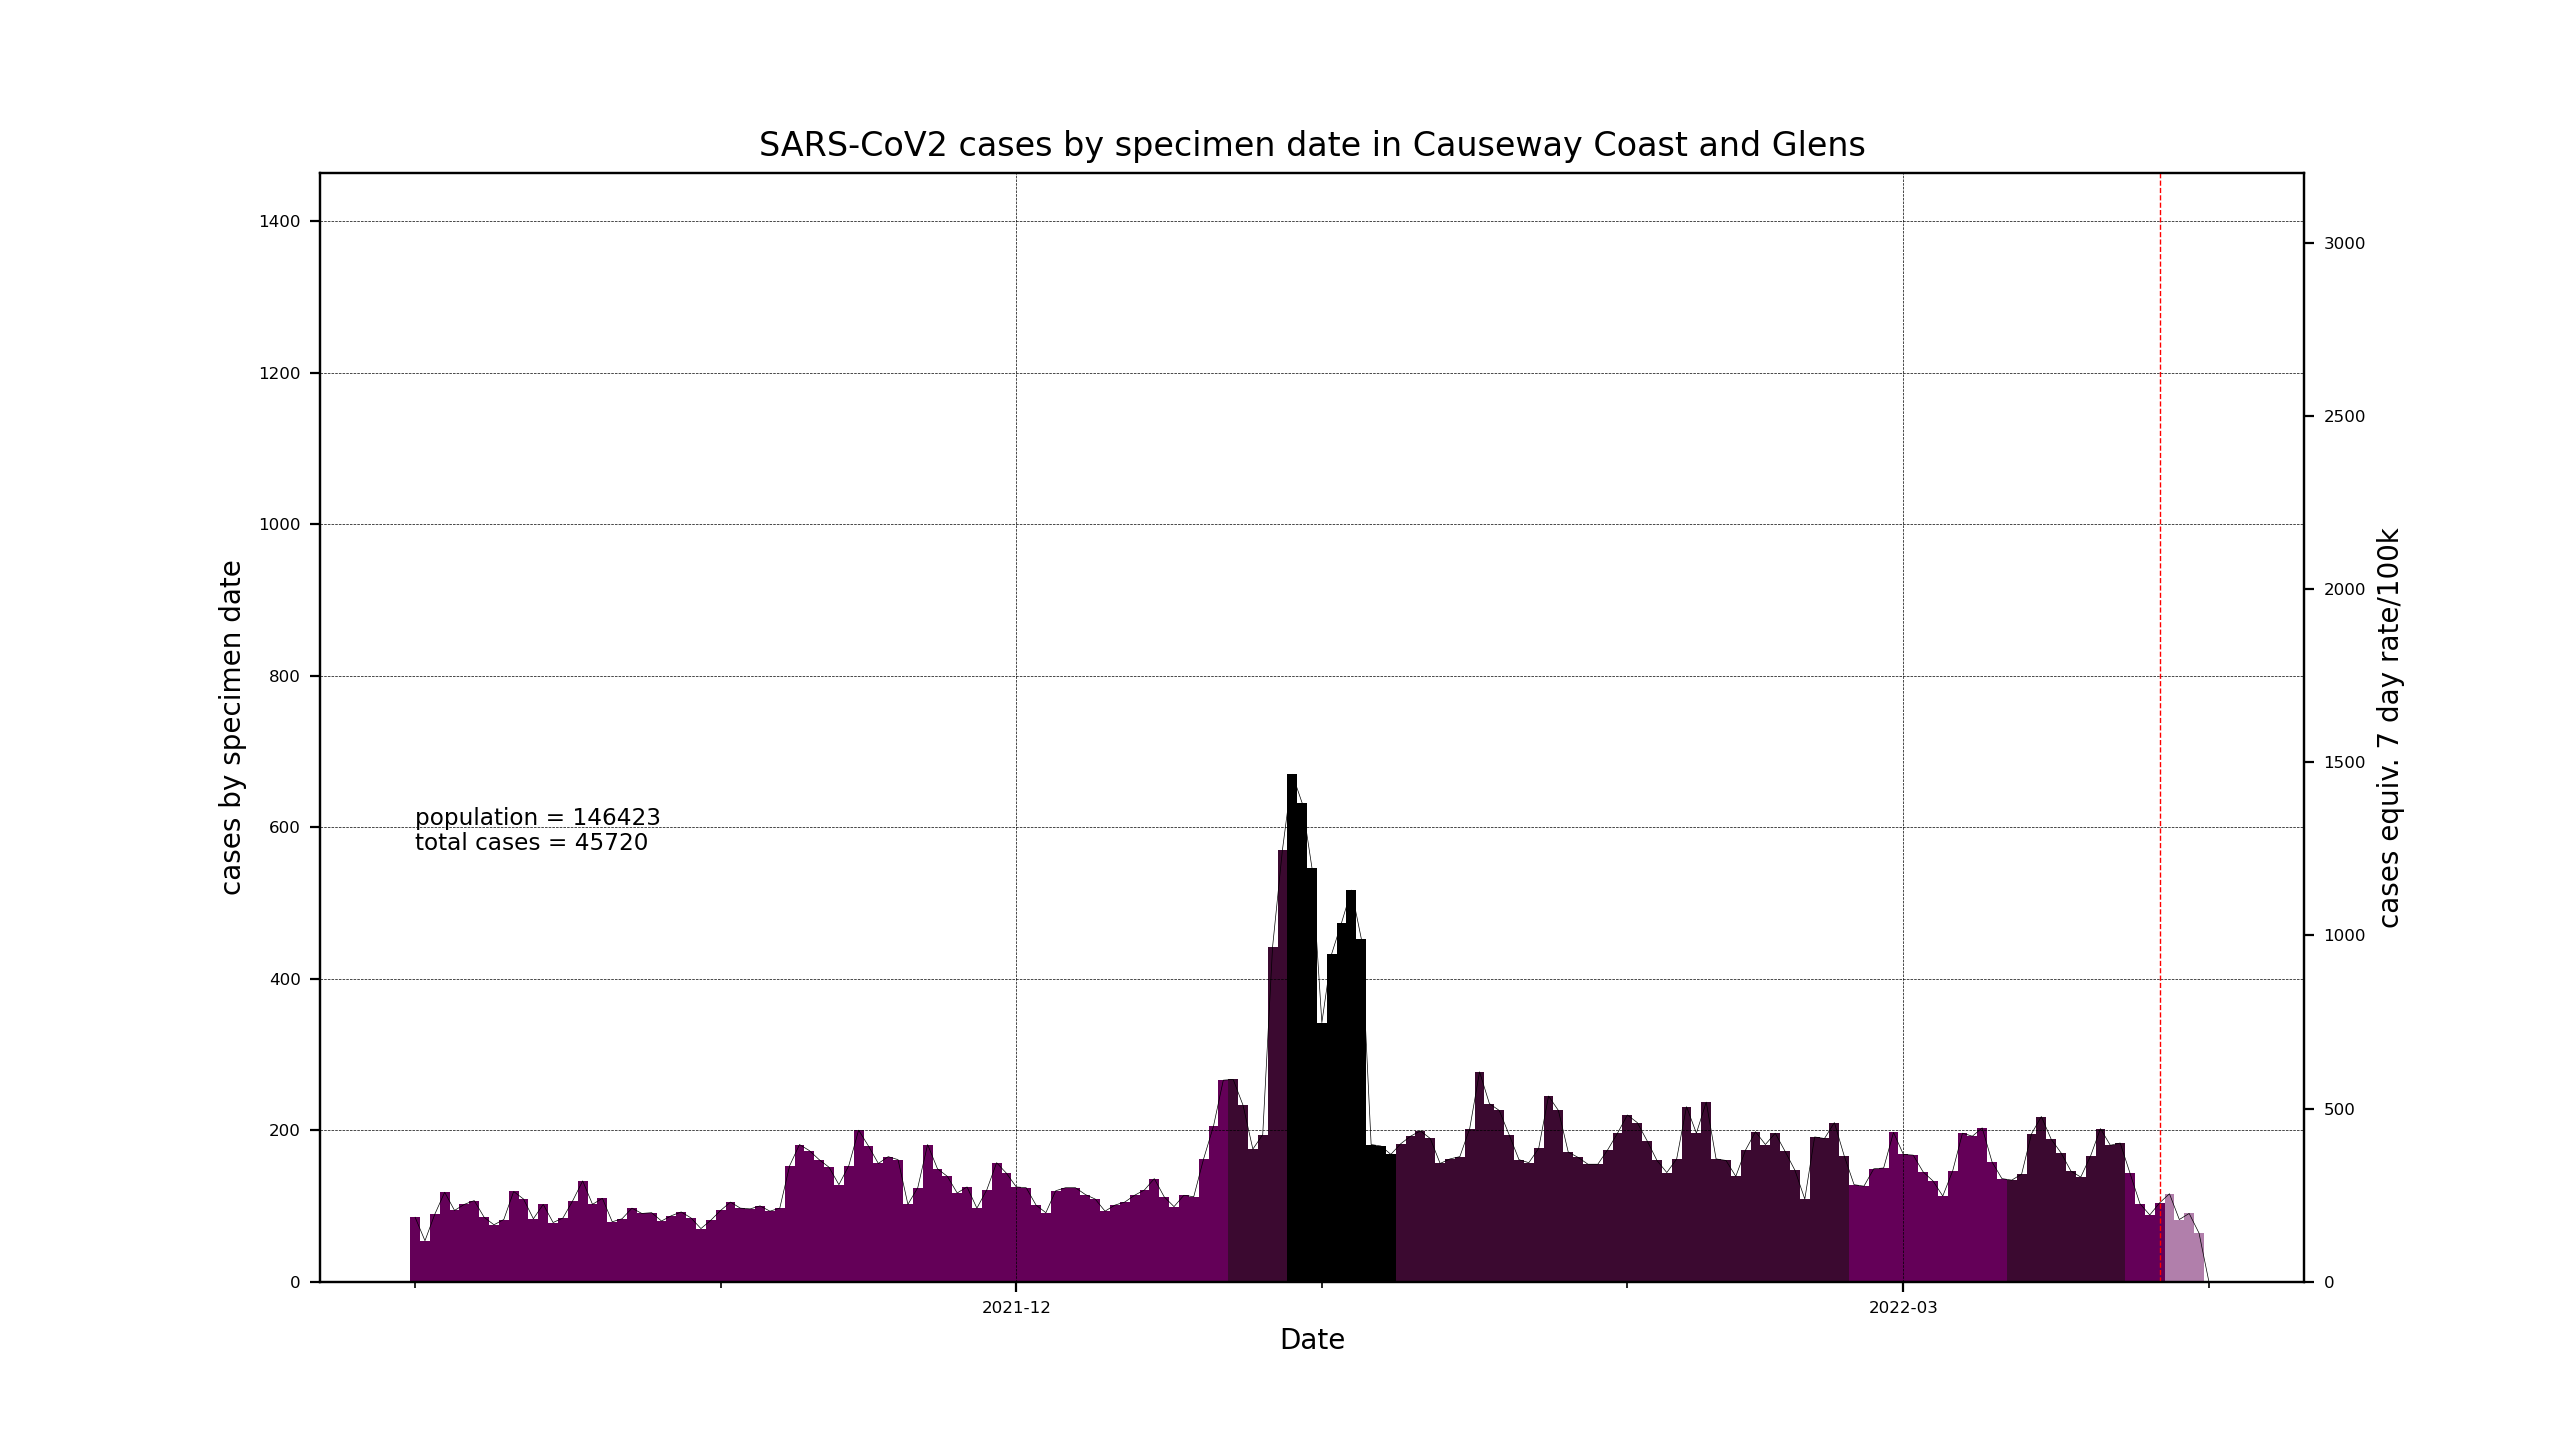 SARS-CoV2 cases by specimen date in Causeway Coast and Glens
cases by specimen date
1400
1200
1000
800
600
400
200
0
population = 146423
total cases = 45720
3000
2500
2000
1500
1000
500
0
cases equiv. 7 day rate/100k
2021-12
2022-03
Date